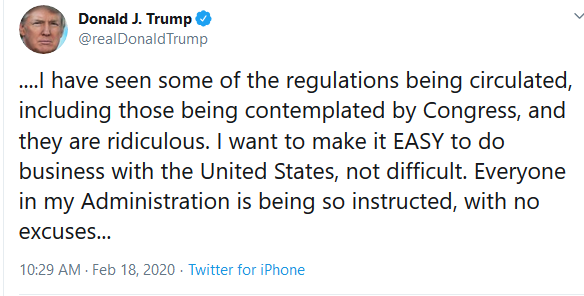 Donald J. Trump
@realDonaldTrump
....I have seen some of the regulations being circulated,
including those being contemplated by Congress, and
they are ridiculous. I want to make it EASY to do
business with the United States, not difficult. Everyone
in my Administration is being so instructed, with no
excuses...
10:29 AM · Feb 18, 2020 · Twitter for iPhone